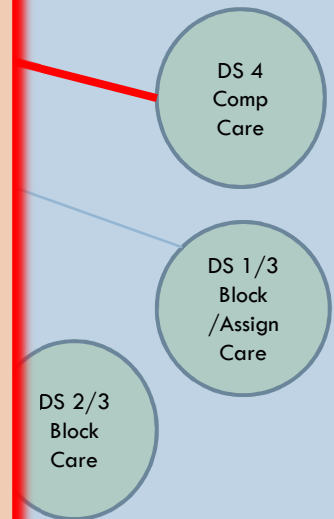 DS 4
Comp
Care
DS 1/3
Block
/Assign
Care
DS 2/3
Block
Care